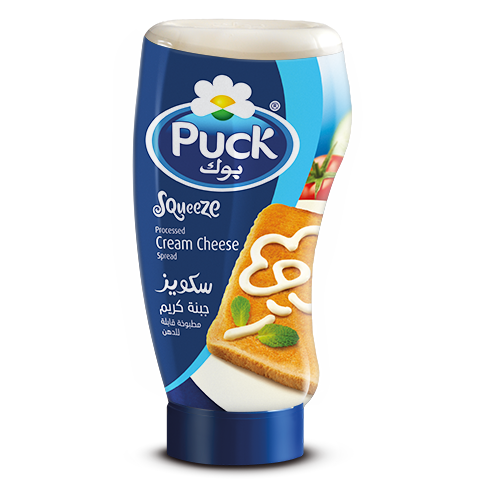 ®
Puck
بوك
Squeeze
Processed
Cream Cheese
Spread
سكويز
جبنة كريم
مطبوخة قابلة
للدهن